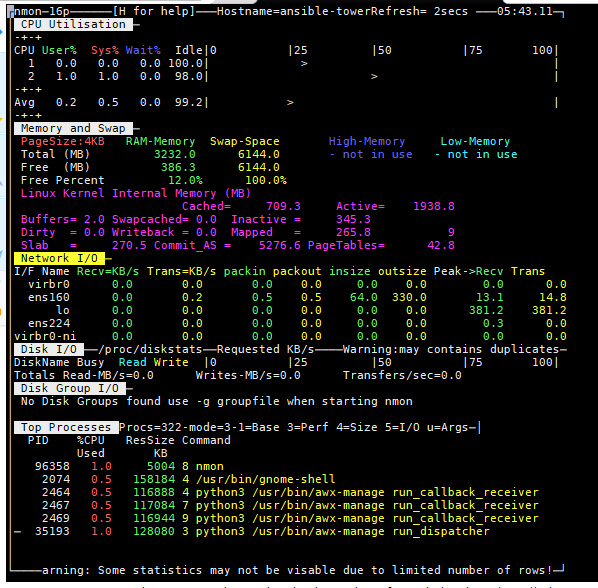 nmon─16p──────[H for help]───Hostname=ansible-towerRefresh= 2secs ───05:43.11─
CPU Utilisation
-+-+
CPU User% Sys% Wait% Idle|0 |25 |50 |75 100|
1 0.0 0.0 0.0 100.0| > |
2 1.0 1.0 0.0 98.0| > |
-+-+
Avg 0.2 0.5 0.0 99.2| > |
-+-+
Memory and Swap
PageSize:4KB RAM-Memory Swap-Space High-Memory Low-Memory
Total (MB) 3232.0 6144.0 - not in use - not in use
Free (MB) 386.3 6144.0
Free Percent 12.0% 100.0%
Linux Kernel Internal Memory (MB)
Cached= 709.3 Active= 1938.8
Buffers= 2.0 Swapcached= 0.0 Inactive = 345.3
Dirty = 0.0 Writeback = 0.0 Mapped = 265.8 9
Slab = 270.5 Commit_AS = 5276.6 PageTables= 42.8
Network I/O
I/F Name Recv=KB/s Trans=KB/s packin packout insize outsize Peak->Recv Trans
virbr0 0.0 0.0 0.0 0.0 0.0 0.0 0.0 0.0
ens160 0.0 0.2 0.5 0.5 64.0 330.0 13.1 14.8
lo 0.0 0.0 0.0 0.0 0.0 0.0 381.2 381.2
ens224 0.0 0.0 0.0 0.0 0.0 0.0 0.3 0.0
virbr0-ni 0.0 0.0 0.0 0.0 0.0 0.0 0.0 0.0
Disk I/O ──/proc/diskstats──Requested KB/s────Warning:may contains duplicates─
DiskName Busy Read Write |0 |25 |50 |75 100|
Totals Read-MB/s=0.0 Writes-MB/s=0.0 Transfers/sec=0.0
Disk Group I/O
No Disk Groups found use -g groupfile when starting nmon
Top Processes Procs=322-mode=3-1=Base 3=Perf 4=Size 5=I/O u=Args─|
PID %CPU ResSize Command
Used KB
96358 1.0 5004 8 nmon
2074 0.5 158184 4 /usr/bin/gnome-shell
2464 0.5 116888 4 python3 /usr/bin/awx-manage run_callback_receiver
2467 0.5 117084 7 python3 /usr/bin/awx-manage run_callback_receiver
2469 0.5 116944 9 python3 /usr/bin/awx-manage run_callback_receiver
─ 35193 1.0 128080 3 python3 /usr/bin/awx-manage run_dispatcher
arning: Some statistics may not be visable due to limited number of rows!